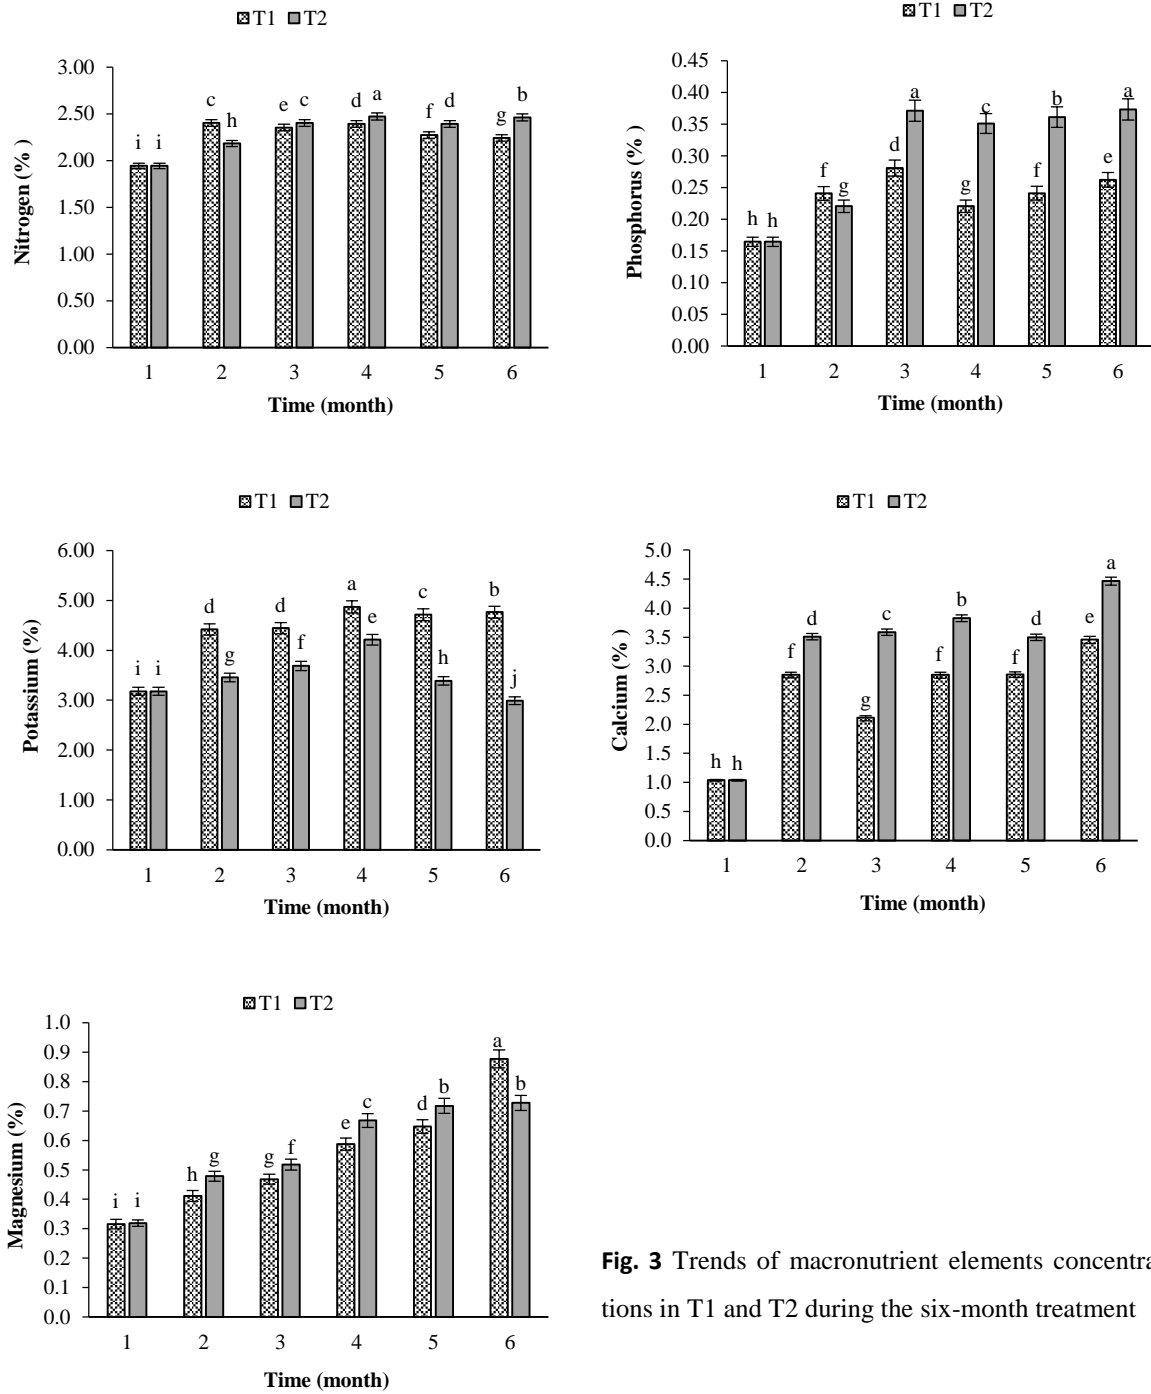 T1 T2
3.00
2.50
2.00
1.50
1.00
0.50
0.00
Nitrogen (% )
i i c h e c d a f d g b
1 2 3 4 5 6
Time (month)
T1 T2
0.45
0.40
0.35
0.30
0.25
0.20
0.15
0.10
0.05
0.00
Phosphorus (% )
h h f g d a g c f b e a
1 2 3 4 5 6
Time (month)
T1 T2
6.00
5.00
4.00
3.00
2.00
1.00
0.00
Potassium (%)
i i d g d f a e c h b j
1 2 3 4 5 6
Time (month)
T1 T2
5.0
4.5
4.0
3.5
3.0
2.5
2.0
1.5
1.0
0.5
0.0
Calcium (% )
h h f d g c f b f d e a
1 2 3 4 5 6
Time (month)
T1 T2
1.0
0.9
0.8
0.7
0.6
0.5
0.4
0.3
0.2
0.1
0.0
Magnesium (%)
i i h g g f e c d b a b
1 2 3 4 5 6
Time (month)
Fig. 3 Trends of macronutrient elements concentra-
tions in T1 and T2 during the six-month treatment